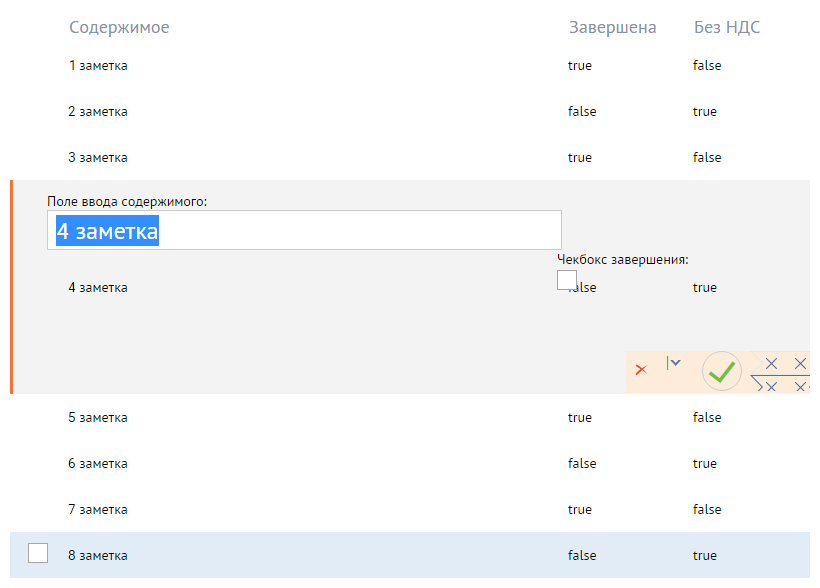 Содержимое Завершена Без НДС
1 заметка true false
2 заметка false true
3 заметка true false
Поле ввода содержимого:
4 заметка
Чекбокс завершения:
4 заметка alse true
5 заметка true false
6 заметка false true
7 заметка true false
8 заметка false true